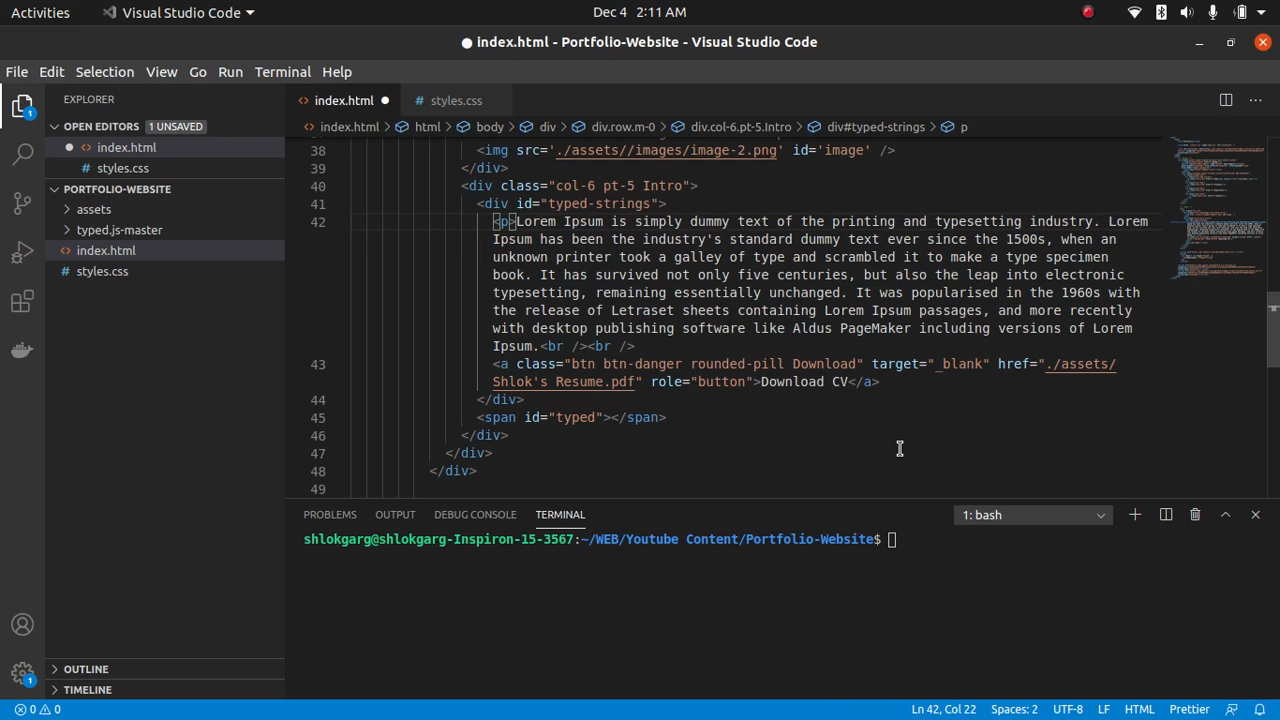 Activities
Visual Studio Code
Dec 4 2:11 AM
index.html - Portfolio-Website - Visual Studio Code
File Edit Selection View Go Run Terminal Help
EXPLORER
OPEN EDITORS 1 UNSAVED
index.html
styles.css
PORTFOLIO-WEBSITE
assets
typed.js-master
index.html
styles.css
OUTLINE
TIMELINE
1
1
index.html
styles.css
index.html > html > body > div > div.row.m-0 > div.col-6.pt-5.Intro > div#typed-strings > p
38 <img src='./assets//images/image-2.png' id='image' />
39 </div>
40 <div class="col-6 pt-5 Intro">
41 <div id="typed-strings">
42 <p>Lorem Ipsum is simply dummy text of the printing and typesetting industry. Lorem
Ipsum has been the industry's standard dummy text ever since the 1500s, when an
unknown printer took a galley of type and scrambled it to make a type specimen
book. It has survived not only five centuries, but also the leap into electronic
typesetting, remaining essentially unchanged. It was popularised in the 1960s with
the release of Letraset sheets containing Lorem Ipsum passages, and more recently
with desktop publishing software like Aldus PageMaker including versions of Lorem
Ipsum.<br /><br />
43 <a class="btn btn-danger rounded-pill Download" target="_blank" href="./assets/
Shlok's Resume.pdf" role="button">Download CV</a>
44 </div>
45 <span id="typed"></span>
46 </div>
47 </div>
48 </div>
49
PROBLEMS OUTPUT DEBUG CONSOLE TERMINAL
1: bash
shlokgarg@shlokgarg-Inspiron-15-3567:~/WEB/Youtube Content/Portfolio-Website$
0 0
Ln 42, Col 22 Spaces: 2 UTF-8 LF HTML Prettier